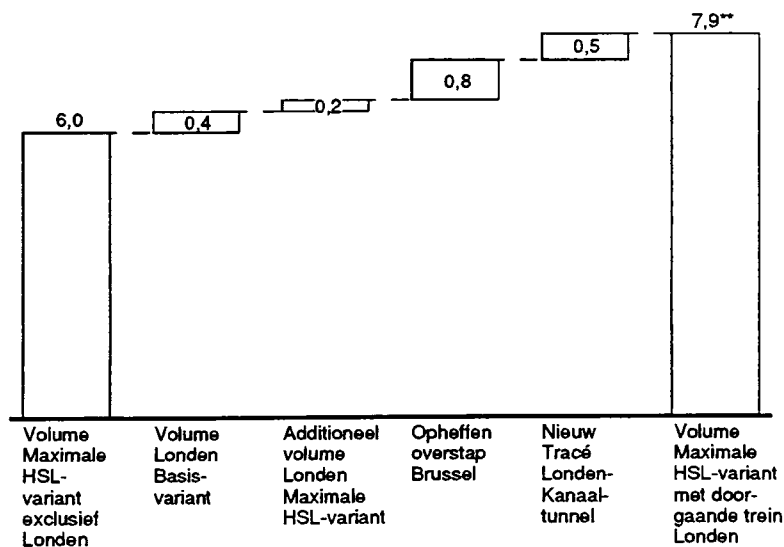 7,9**
0,5
0,8
0,2
6,0
0,4
Volume
Maximale
HSL-
variant
exclusief
Londen
Volume
Londen
Basis-
variant
Additioneel
volume
Londen
Maximale
HSL-variant
Opheffen
overstap
Brussel
Nieuw
Tracé
Londen-
Kanaal-
tunnel
Volume
Maximale
HSL-variant
met door-
gaande trein
Londen